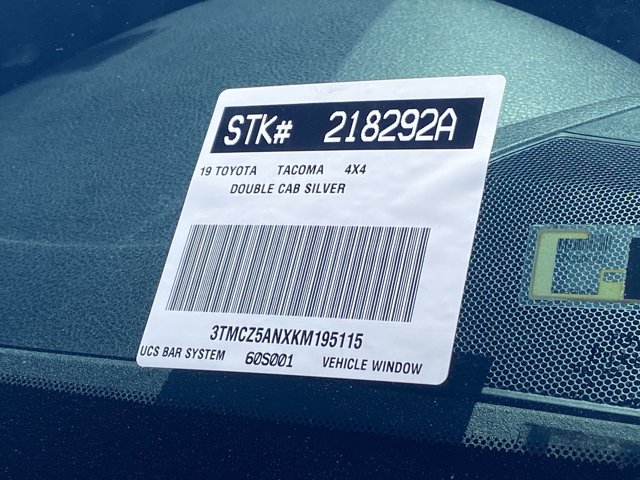 STK# 218292A
19 TOYOTA TACOMA 4X4
DOUBLE CAB SILVER
3TMCZ5ANXKM195115
UCS BAR SYSTEM 60S001 VEHICLE WINDOW